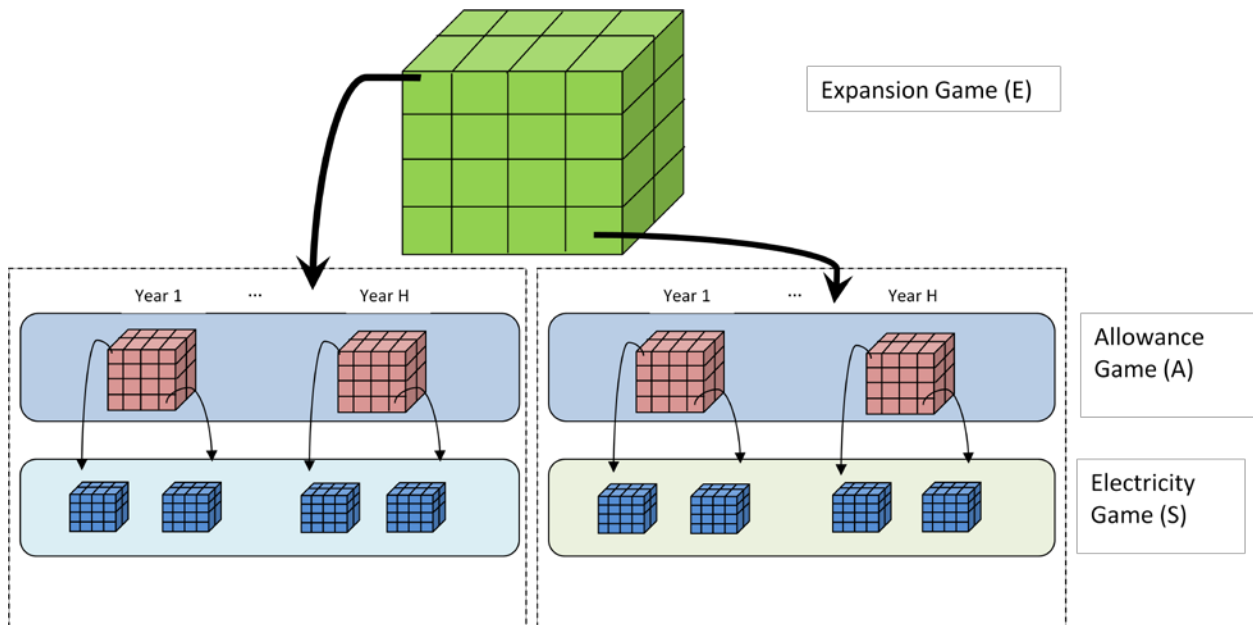 Expansion Game (E)
Year 1 ... Year H
Year 1 ... Year H
Allowance
Game (A)
Electricity
Game (S)